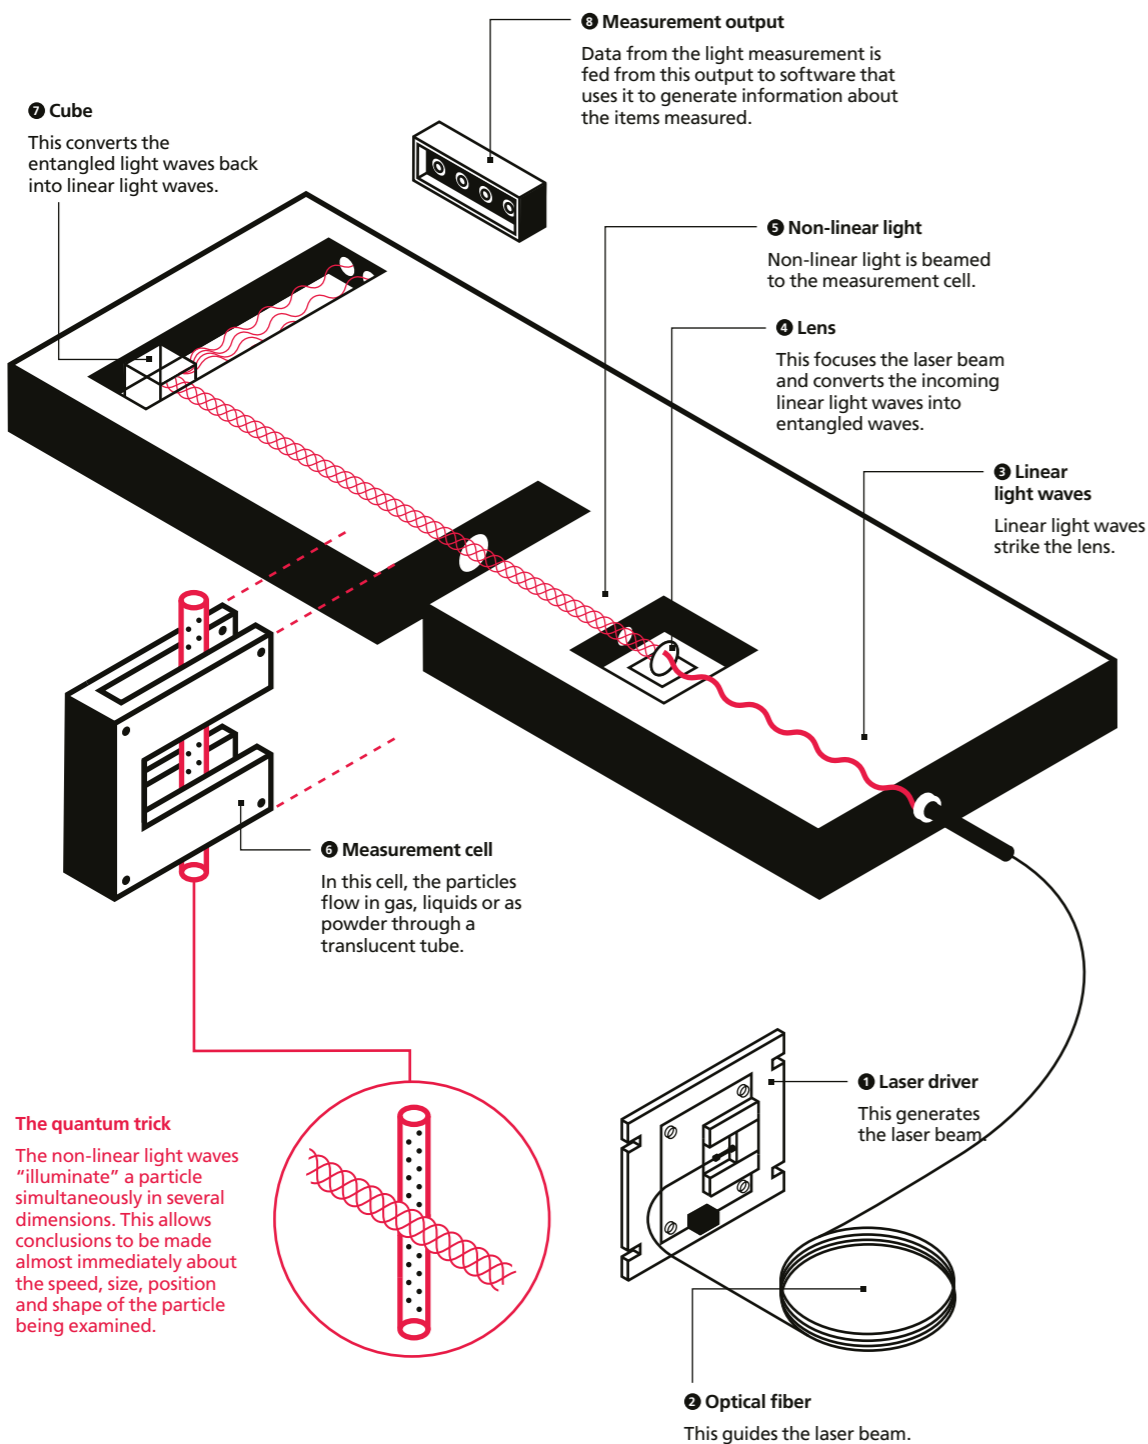 ❽ Measurement output
Data from the light measurement is
fed from this output to software that
uses it to generate information about
the items measured.
❼ Cube
This converts the
entangled light waves back
into linear light waves.
❺ Non-linear light
Non-linear light is beamed
to the measurement cell.
❹ Lens
This focuses the laser beam
and converts the incoming
linear light waves into
entangled waves.
❸ Linear
light waves
Linear light waves
strike the lens.
❻ Measurement cell
In this cell, the particles
flow in gas, liquids or as
powder through a
translucent tube.
❶ Laser driver
This generates
the laser beam.
The quantum trick
The non-linear light waves
“illuminate” a particle
simultaneously in several
dimensions. This allows
conclusions to be made
almost immediately about
the speed, size, position
and shape of the particle
being examined.
❷ Optical fiber
This guides the laser beam.